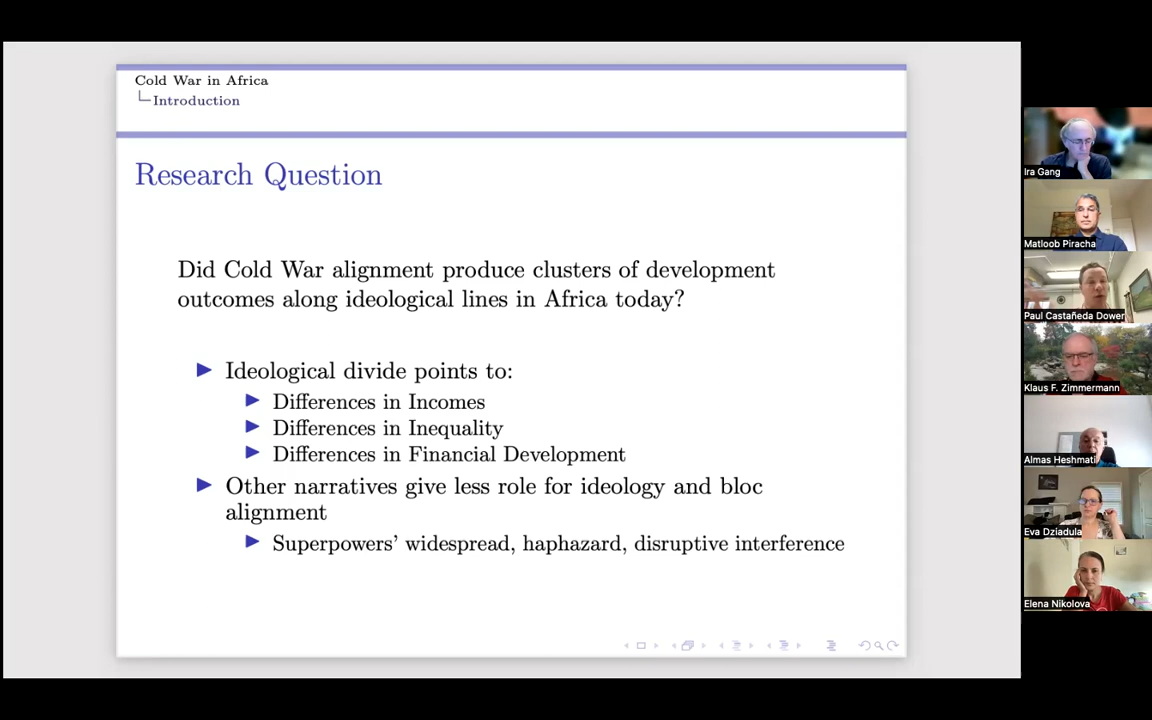 Cold War in Africa
Introduction
Research Question
Did Cold War alignment produce clusters of development
outcomes along ideological lines in Africa today?
Ideological divide points to:
Differences in Incomes
Differences in Inequality
Differences in Financial Development
Other narratives give less role for ideology and bloc
alignment
Superpowers' widespread, haphazard, disruptive interference
Ira Gang
Matloob Piracha
Paul Castañeda Dower
Klaus F. Zimmermann
Almas Heshmati
Eva Dziadula
Elena Nikolova